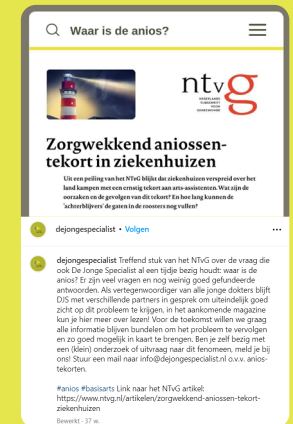 Waar is de anios?
ntvg
NEDERLANDS
TIJDSCHRIFT
VOOR
GENEESKUNDE
Zorgwekkend aniossen-
tekort in ziekenhuizen
Uit een peiling van het NTvG blijkt dat ziekenhuizen verspreid over het
land kampen met een ernstig tekort aan arts-assistenten. Wat zijn de
oorzaken en de gevolgen van dit tekort? En hoe lang kunnen de
'achterblijvers' de gaten in de roosters nog vullen?
dejongespecialist • Volgen
dejongespecialist Treffend stuk van het NTvG over de vraag die
ook De Jonge Specialist al een tijdje bezig houdt: waar is de
anios? Er zijn veel vragen en nog weinig goed gefundeerde
antwoorden. Als vertegenwoordiger van alle jonge dokters blijft
DJS met verschillende partners in gesprek om uiteindelijk goed
zicht op dit probleem te krijgen, in het aankomende magazine
kun je hier meer over lezen! Voor de toekomst willen we graag
alle informatie blijven bundelen om het probleem te vervolgen
en zo goed mogelijk in kaart te brengen. Ben je zelf bezig met
een (klein) onderzoek of uitvraag naar dit fenomeen, meld je bij
ons! Stuur een mail naar info@dejongespecialist.nl o.v.v. anios-
tekorten.
#anios #basisarts Link naar het NTvG artikel:
https://www.ntvg.nl/artikelen/zorgwekkend-aniossen-tekort-
ziekenhuizen
Bewerkt · 37 w.